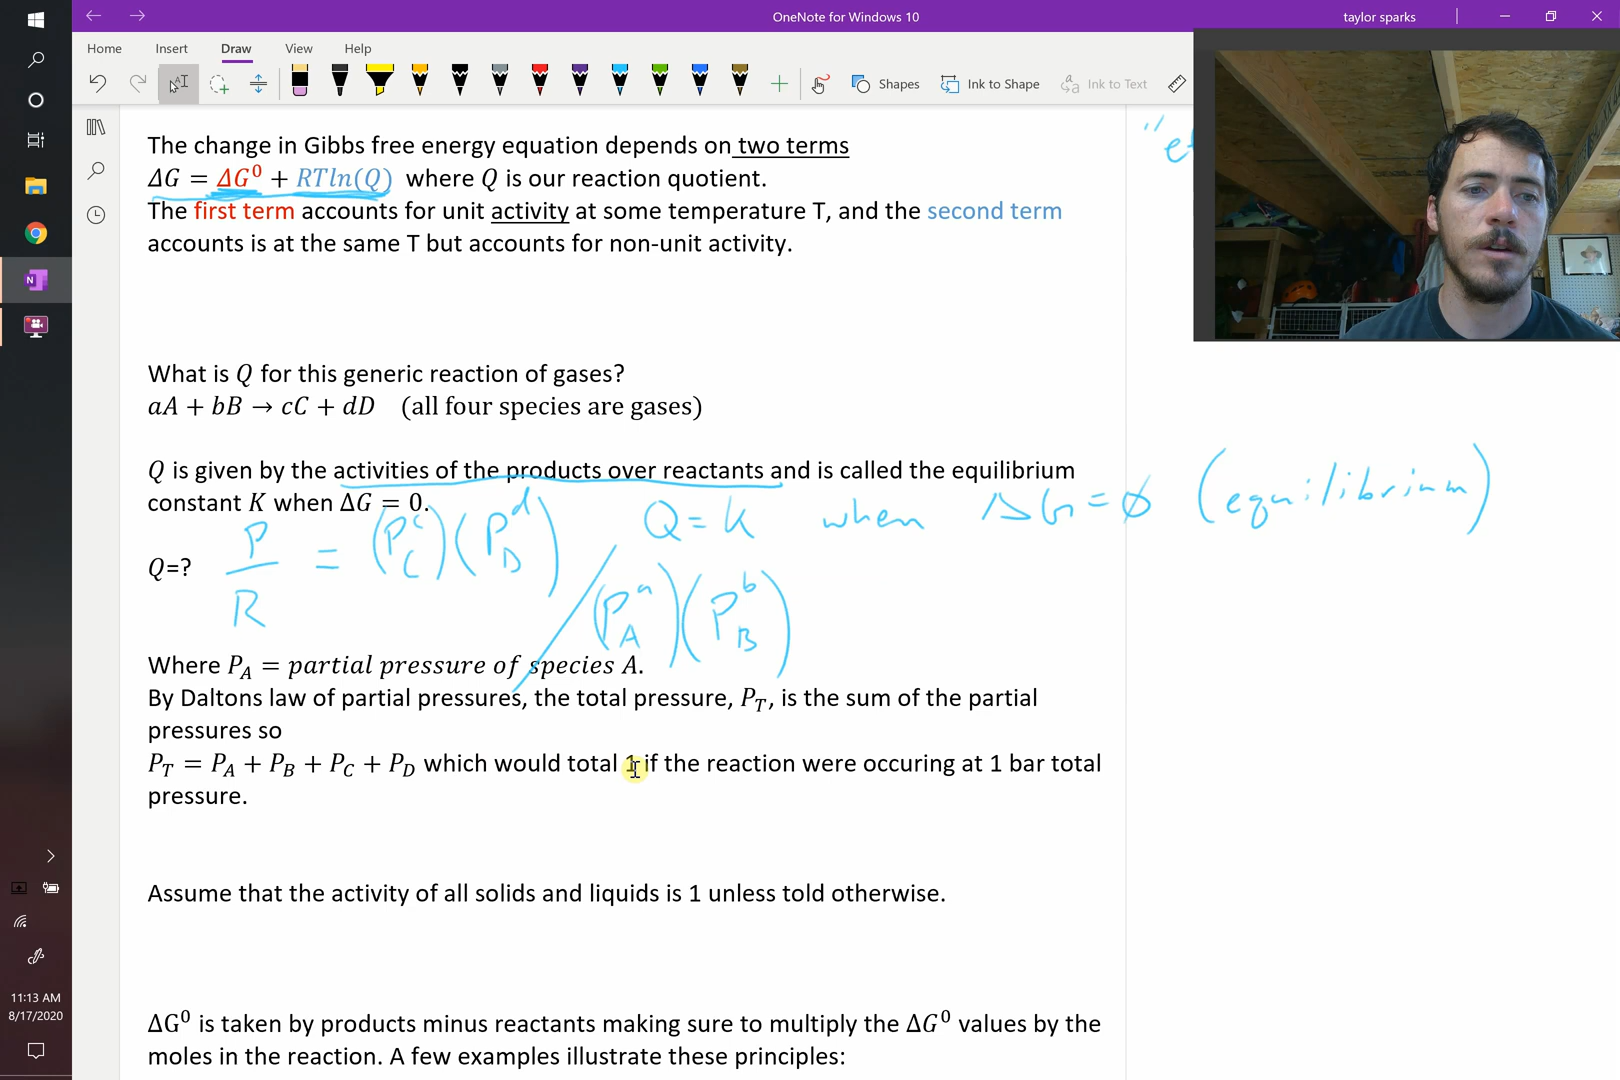 OneNote for Windows 10
taylor sparks
Home Insert Draw View Help
Shapes Ink to Shape Ink to Text
The change in Gibbs free energy equation depends on two terms
ΔG = ΔG⁰ + RTln(Q) where Q is our reaction quotient.
The first term accounts for unit activity at some temperature T, and the second term
accounts is at the same T but accounts for non-unit activity.
What is Q for this generic reaction of gases?
aA + bB → cC + dD (all four species are gases)
Q is given by the activities of the products over reactants and is called the equilibrium
constant K when ΔG = 0.
Q = K when ΔG = 0 (equilibrium)
Q=? P/R = (P_C^c)(P_D^d) / (P_A^a)(P_B^b)
Where P_A = partial pressure of species A.
By Daltons law of partial pressures, the total pressure, P_T, is the sum of the partial
pressures so
P_T = P_A + P_B + P_C + P_D which would total 1 if the reaction were occuring at 1 bar total
pressure.
Assume that the activity of all solids and liquids is 1 unless told otherwise.
ΔG⁰ is taken by products minus reactants making sure to multiply the ΔG⁰ values by the
moles in the reaction. A few examples illustrate these principles:
11:13 AM
8/17/2020